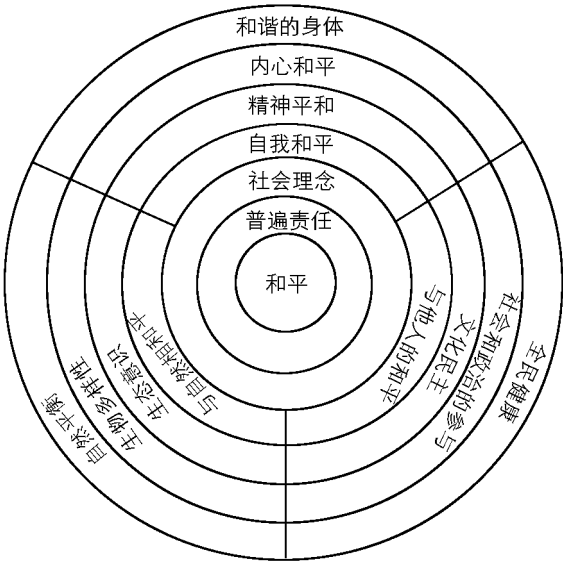 和谐的身体
内心和平
精神平和
自我和平
社会理念
普遍责任
和平
与他人的和平
文化民主
社会和政治的参与
全民健康
与自然相和平
生态意识
生物多样性
自然平衡